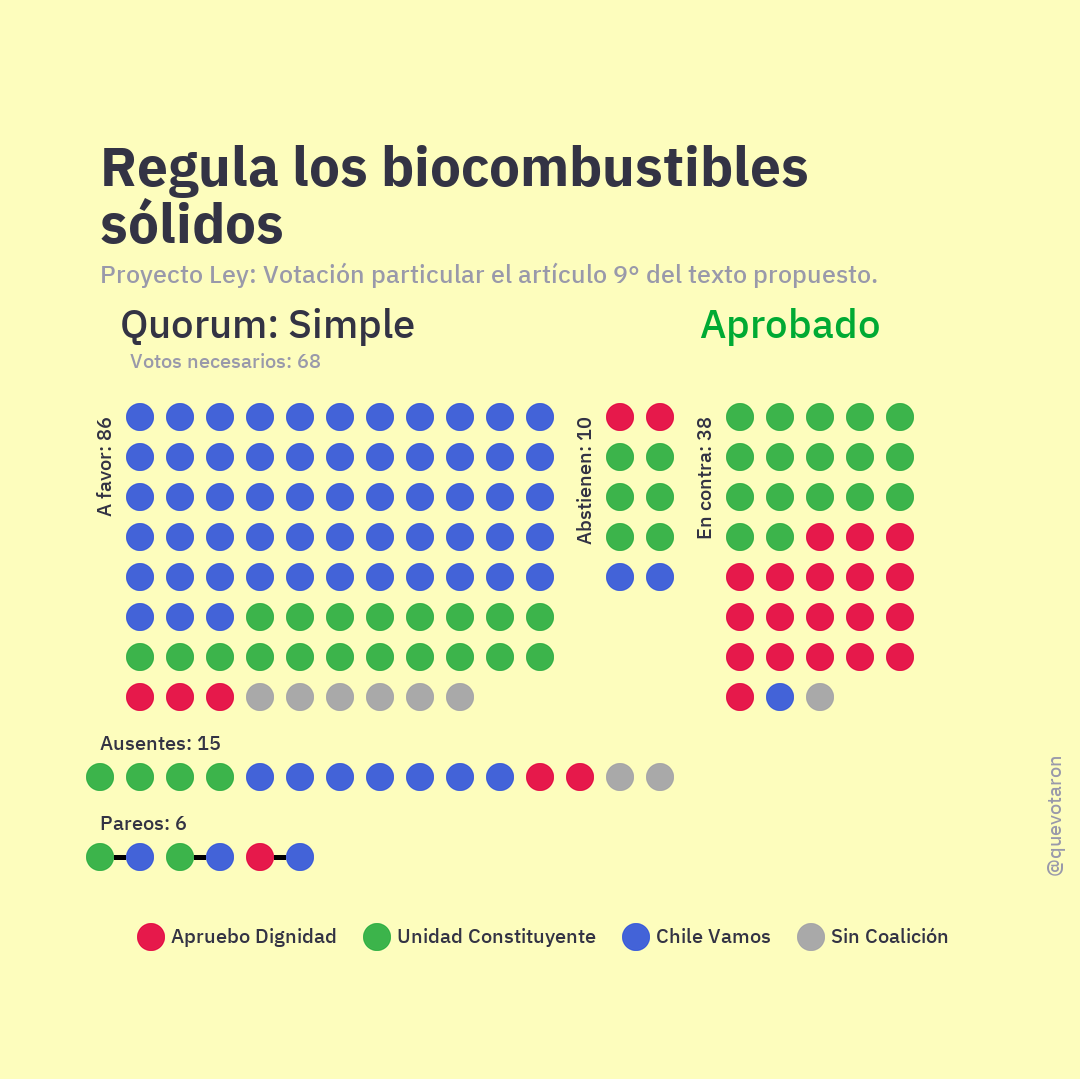 Regula los biocombustibles
sólidos
Proyecto Ley: Votación particular el artículo 9° del texto propuesto.
Quorum: Simple
Aprobado
Votos necesarios: 68
A favor: 86
Abstienen: 10
En contra: 38
Ausentes: 15
Pareos: 6
@quevotaron
Apruebo Dignidad
Unidad Constituyente
Chile Vamos
Sin Coalición